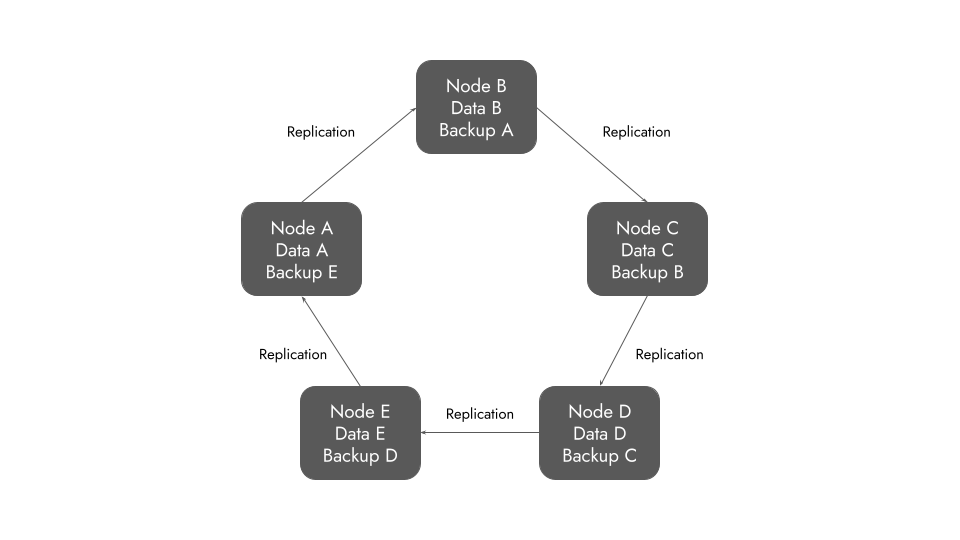 Node B
Data B
Backup A
Replication
Replication
Node A
Data A
Backup E
Node C
Data C
Backup B
Replication
Replication
Node E
Data E
Backup D
Replication
Node D
Data D
Backup C